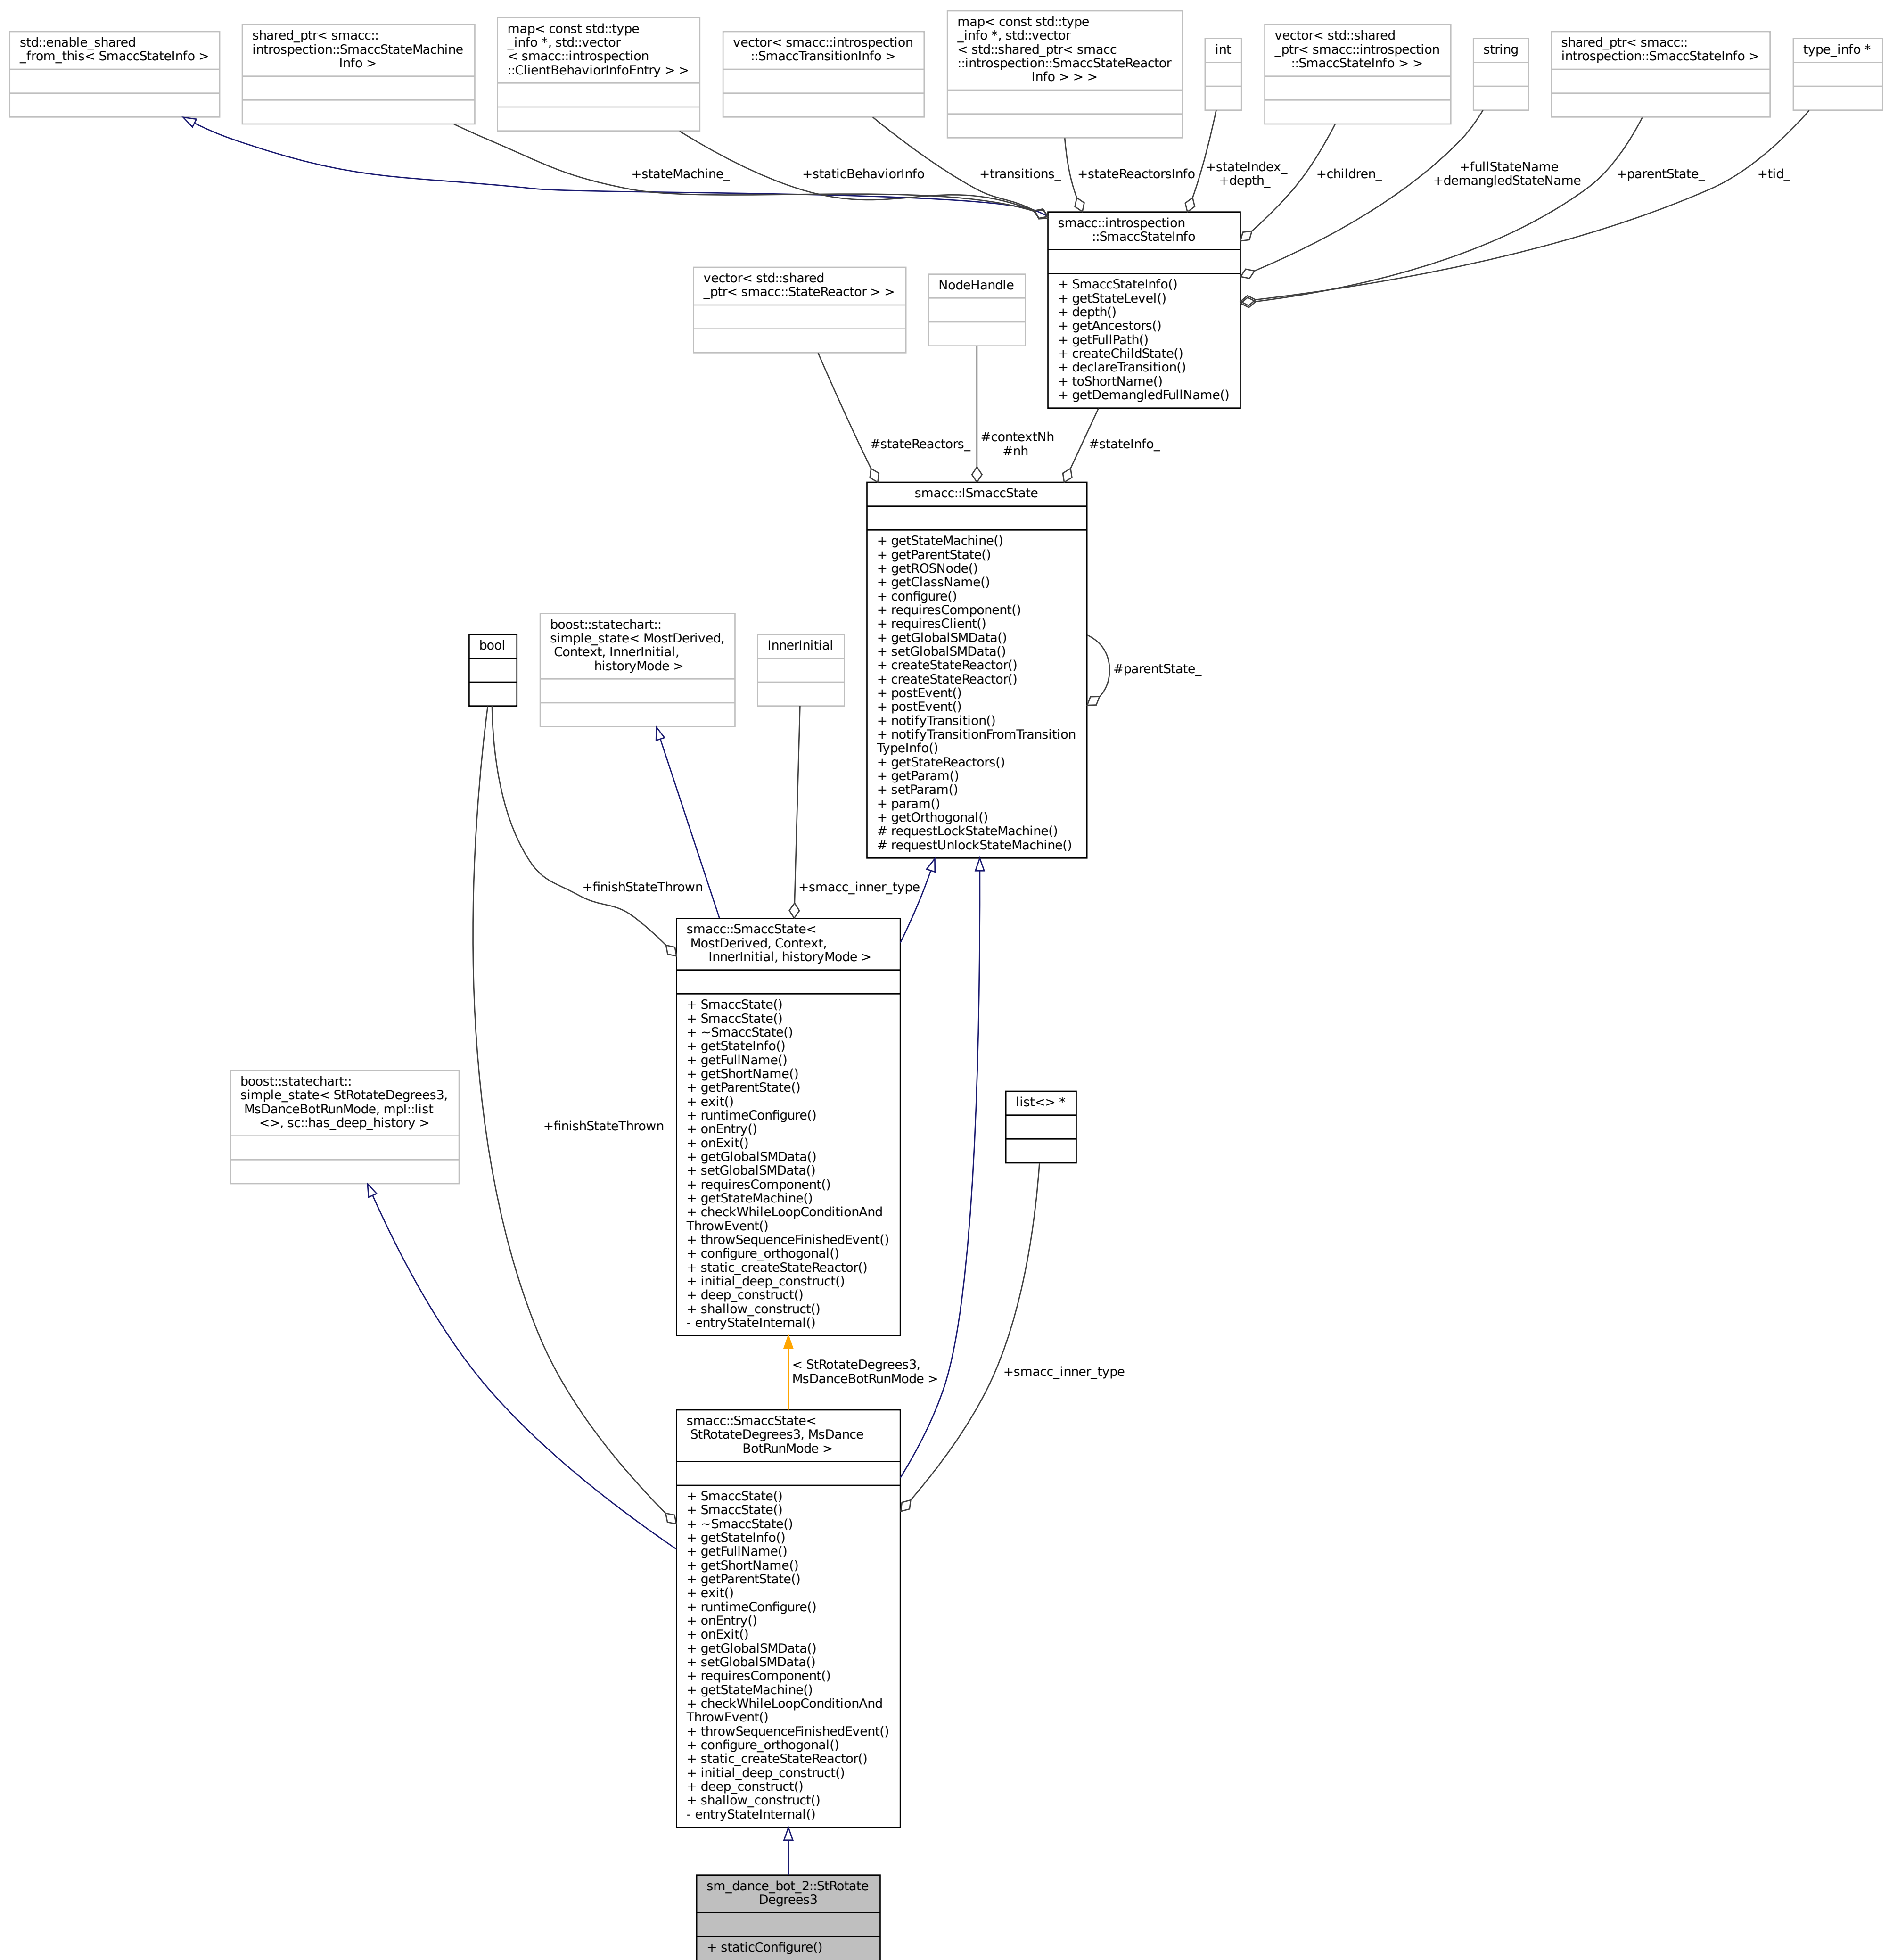 std::enable_shared
_from_this< SmaccStateInfo >
shared_ptr< smacc::
introspection::SmaccStateMachine
Info >
map< const std::type
_info *, std::vector
< smacc::introspection
::ClientBehaviorInfoEntry > >
vector< smacc::introspection
::SmaccTransitionInfo >
map< const std::type
_info *, std::vector
< std::shared_ptr< smacc
::introspection::SmaccStateReactor
Info > > >
int
vector< std::shared
_ptr< smacc::introspection
::SmaccStateInfo > >
string
shared_ptr< smacc::
introspection::SmaccStateInfo >
type_info *
+stateMachine_
+staticBehaviorInfo
+transitions_
+stateReactorsInfo
+stateIndex_
+depth_
+children_
+fullStateName
+demangledStateName
+parentState_
+tid_
smacc::introspection
::SmaccStateInfo
+ SmaccStateInfo()
+ getStateLevel()
+ depth()
+ getAncestors()
+ getFullPath()
+ createChildState()
+ declareTransition()
+ toShortName()
+ getDemangledFullName()
vector< std::shared
_ptr< smacc::StateReactor > >
NodeHandle
#stateReactors_
#contextNh
#nh
#stateInfo_
smacc::ISmaccState
+ getStateMachine()
+ getParentState()
+ getROSNode()
+ getClassName()
+ configure()
+ requiresComponent()
+ requiresClient()
+ getGlobalSMData()
+ setGlobalSMData()
+ createStateReactor()
+ createStateReactor()
+ postEvent()
+ postEvent()
+ notifyTransition()
+ notifyTransitionFromTransition
TypeInfo()
+ getStateReactors()
+ getParam()
+ setParam()
+ param()
+ getOrthogonal()
# requestLockStateMachine()
# requestUnlockStateMachine()
#parentState_
bool
boost::statechart::
simple_state< MostDerived,
Context, InnerInitial,
historyMode >
InnerInitial
+finishStateThrown
+smacc_inner_type
smacc::SmaccState<
MostDerived, Context,
InnerInitial, historyMode >
+ SmaccState()
+ SmaccState()
+ ~SmaccState()
+ getStateInfo()
+ getFullName()
+ getShortName()
+ getParentState()
+ exit()
+ runtimeConfigure()
+ onEntry()
+ onExit()
+ getGlobalSMData()
+ setGlobalSMData()
+ requiresComponent()
+ getStateMachine()
+ checkWhileLoopConditionAnd
ThrowEvent()
+ throwSequenceFinishedEvent()
+ configure_orthogonal()
+ static_createStateReactor()
+ initial_deep_construct()
+ deep_construct()
+ shallow_construct()
- entryStateInternal()
boost::statechart::
simple_state< StRotateDegrees3,
MsDanceBotRunMode, mpl::list
<>, sc::has_deep_history >
+finishStateThrown
list<> *
< StRotateDegrees3,
MsDanceBotRunMode >
+smacc_inner_type
smacc::SmaccState<
StRotateDegrees3, MsDance
BotRunMode >
+ SmaccState()
+ SmaccState()
+ ~SmaccState()
+ getStateInfo()
+ getFullName()
+ getShortName()
+ getParentState()
+ exit()
+ runtimeConfigure()
+ onEntry()
+ onExit()
+ getGlobalSMData()
+ setGlobalSMData()
+ requiresComponent()
+ getStateMachine()
+ checkWhileLoopConditionAnd
ThrowEvent()
+ throwSequenceFinishedEvent()
+ configure_orthogonal()
+ static_createStateReactor()
+ initial_deep_construct()
+ deep_construct()
+ shallow_construct()
- entryStateInternal()
sm_dance_bot_2::StRotate
Degrees3
+ staticConfigure()